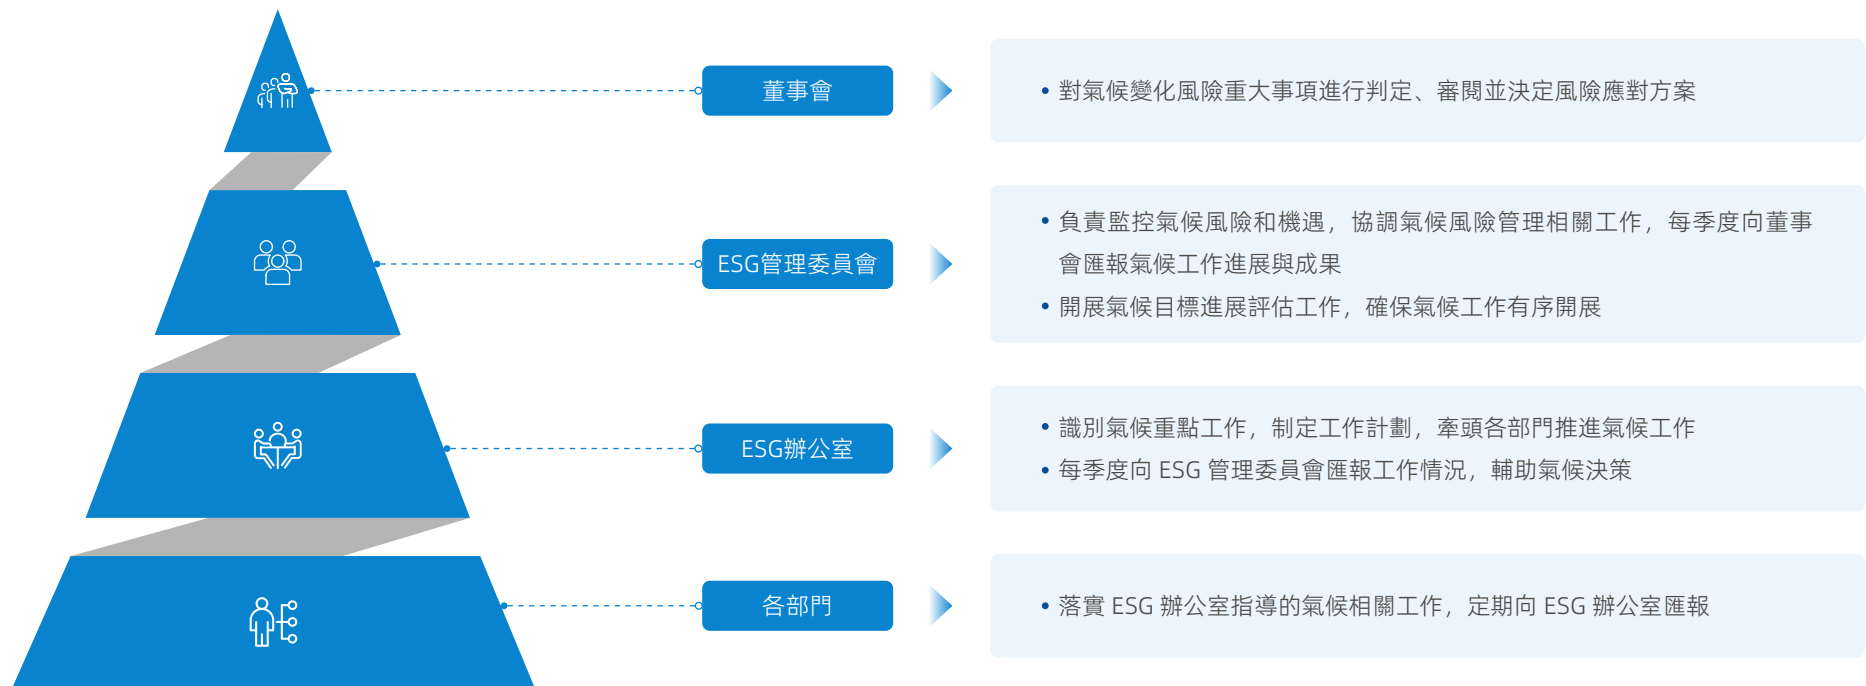 董事會
• 對氣候變化風險重大事項進行判定、審閱並決定風險應對方案
ESG管理委員會
• 負責監控氣候風險和機遇，協調氣候風險管理相關工作，每季度向董事
會匯報氣候工作進展與成果
• 開展氣候目標進展評估工作，確保氣候工作有序開展
ESG辦公室
• 識別氣候重點工作，制定工作計劃，牽頭各部門推進氣候工作
• 每季度向 ESG 管理委員會匯報工作情況，輔助氣候決策
各部門
• 落實 ESG 辦公室指導的氣候相關工作，定期向 ESG 辦公室匯報